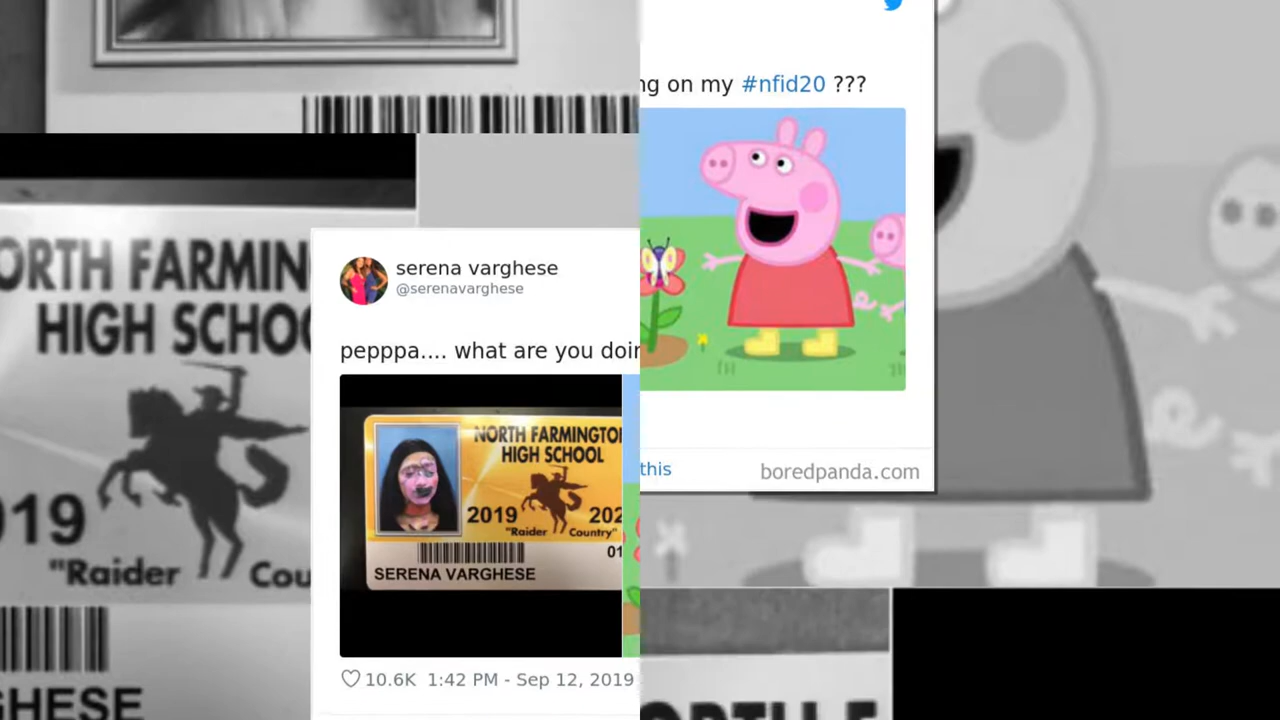 ORTH FARMIN
HIGH SCHOO
019
"Raider Cou
GHESE
serena varghese
@serenavarghese
pepppa.... what are you doin
NORTH FARMINGTO
HIGH SCHOOL
2019 202
"Raider Country"
01
SERENA VARGHESE
10.6K 1:42 PM - Sep 12, 2019
ng on my #nfid20 ???
this
boredpanda.com
ORTH F